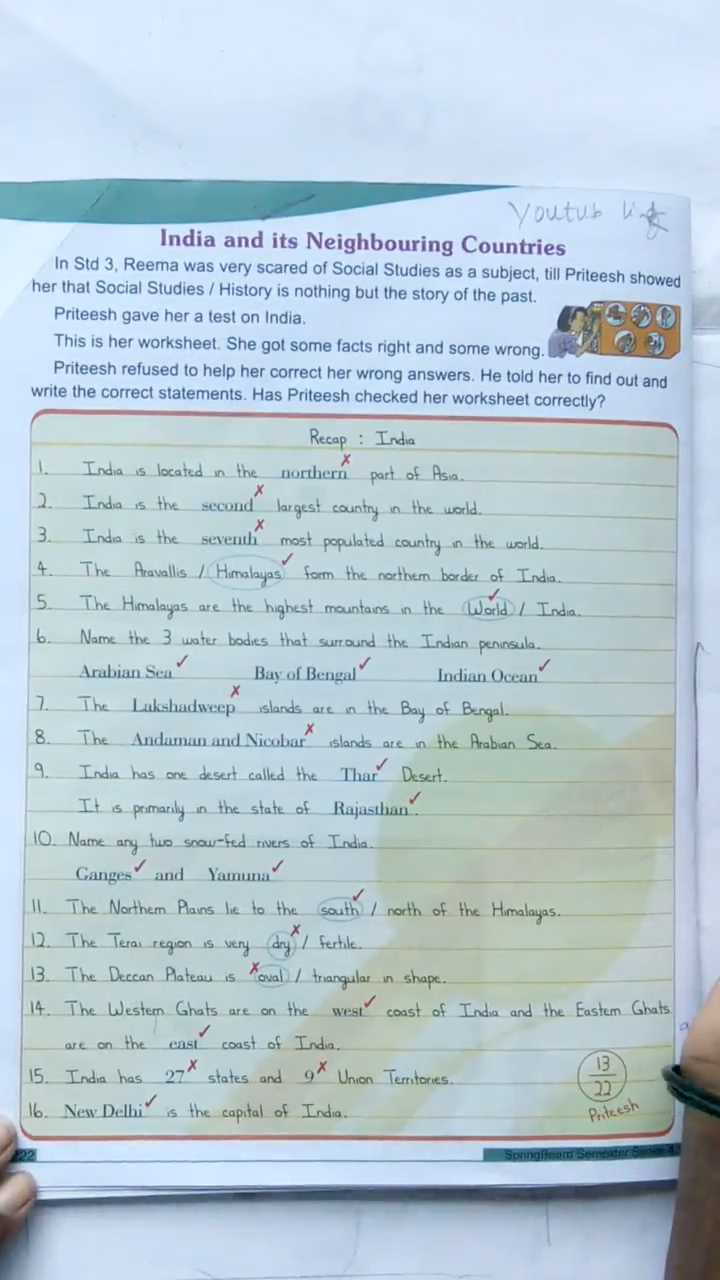 Youtub link
India and its Neighbouring Countries
In Std 3, Reema was very scared of Social Studies as a subject, till Priteesh showed
her that Social Studies / History is nothing but the story of the past.
Priteesh gave her a test on India.
This is her worksheet. She got some facts right and some wrong.
Priteesh refused to help her correct her wrong answers. He told her to find out and
write the correct statements. Has Priteesh checked her worksheet correctly?
Recap : India
1. India is located in the northern ✗ part of Asia.
2. India is the second ✗ largest country in the world.
3. India is the seventh ✗ most populated country in the world.
4. The Aravallis / Himalayas ✓ form the northern border of India.
5. The Himalayas are the highest mountains in the World ✓ / India.
6. Name the 3 water bodies that surround the Indian peninsula.
Arabian Sea ✓ Bay of Bengal ✓ Indian Ocean ✓
7. The Lakshadweep ✗ islands are in the Bay of Bengal.
8. The Andaman and Nicobar ✗ islands are in the Arabian Sea.
9. India has one desert called the Thar ✓ Desert.
It is primarily in the state of Rajasthan ✓.
10. Name any two snow-fed rivers of India.
Ganges ✓ and Yamuna ✓
11. The Northern Plains lie to the south ✓ / north of the Himalayas.
12. The Terai region is very dry ✗ / fertile.
13. The Deccan Plateau is ✗ oval / triangular in shape.
14. The Western Ghats are on the west ✓ coast of India and the Eastern Ghats
are on the east ✓ coast of India.
15. India has 27 ✗ states and 9 ✗ Union Territories.
16. New Delhi ✓ is the capital of India.
13
22
Priteesh
22
SpringBoard Semester Series 4